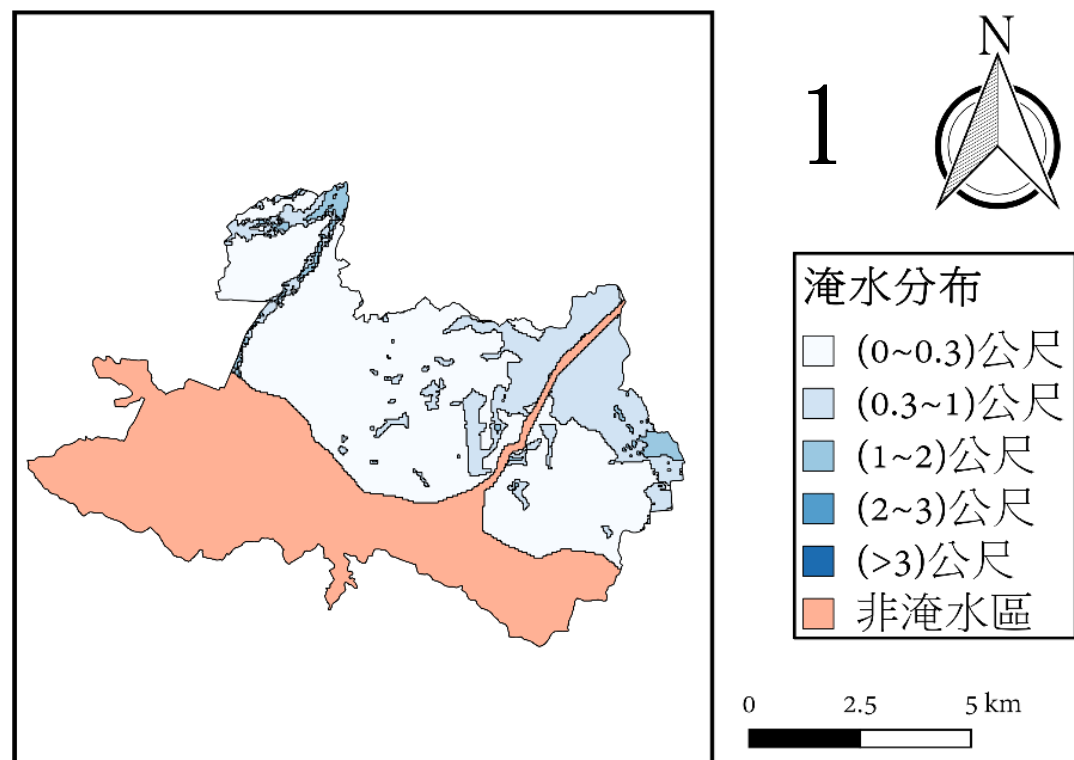 1
N
淹水分布
(0~0.3)公尺
(0.3~1)公尺
(1~2)公尺
(2~3)公尺
(>3)公尺
非淹水區
0 2.5 5 km